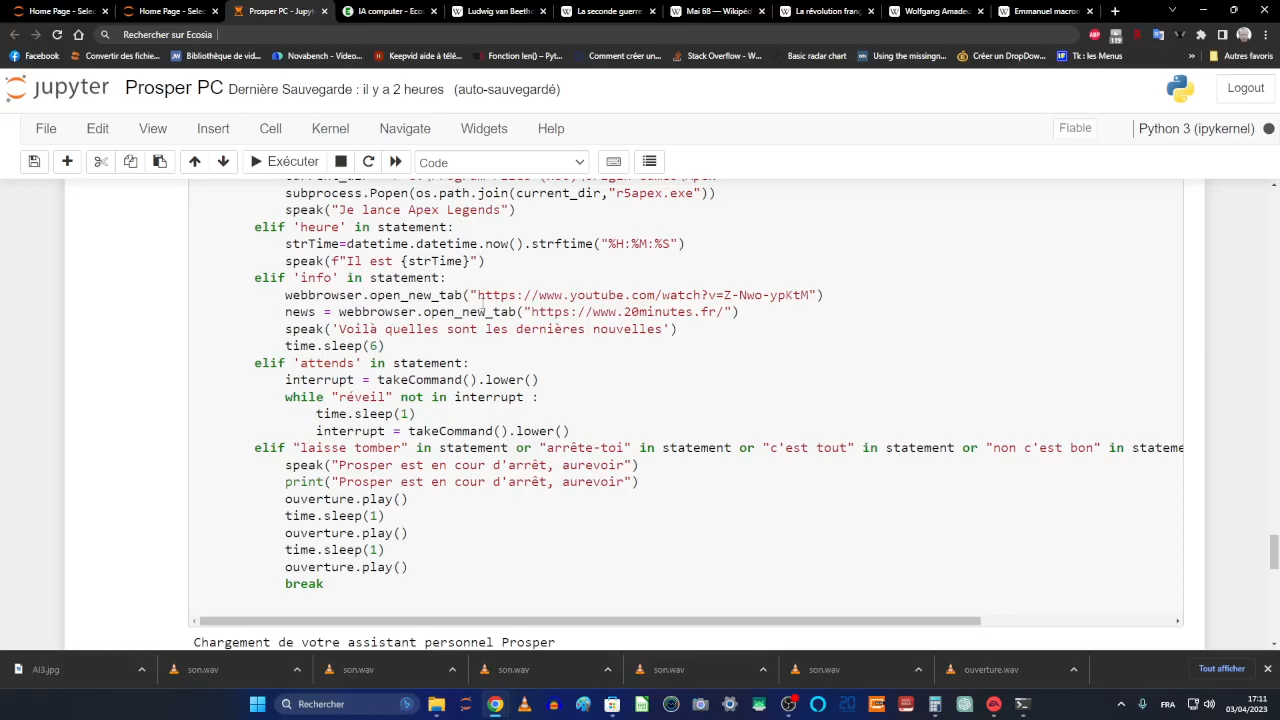 Home Page - Selec
Home Page - Selec
Prosper PC - Jupyt
IA computer - Ecos
Ludwig van Beeth
La seconde guerre
Mai 68 — Wikipéd
La révolution franç
Wolfgang Amadeu
Emmanuel macron
Rechercher sur Ecosia
119
Facebook
Convertir des fichie...
Bibliothèque de vid...
Novabench - Video...
Keepvid aide à télé...
Fonction len() – Pyt...
Comment créer un...
Stack Overflow - W...
Basic radar chart
Using the missingn...
Créer un DropDow...
Tk : les Menus
»
Autres favoris
jupyter Prosper PC Dernière Sauvegarde : il y a 2 heures (auto-sauvegardé)
Logout
File Edit View Insert Cell Kernel Navigate Widgets Help
Fiable
Python 3 (ipykernel)
Exécuter
Code
subprocess.Popen(os.path.join(current_dir,"r5apex.exe"))
speak("Je lance Apex Legends")
elif 'heure' in statement:
strTime=datetime.datetime.now().strftime("%H:%M:%S")
speak(f"Il est {strTime}")
elif 'info' in statement:
webbrowser.open_new_tab("https://www.youtube.com/watch?v=Z-Nwo-ypKtM")
news = webbrowser.open_new_tab("https://www.20minutes.fr/")
speak('Voilà quelles sont les dernières nouvelles')
time.sleep(6)
elif 'attends' in statement:
interrupt = takeCommand().lower()
while "réveil" not in interrupt :
time.sleep(1)
interrupt = takeCommand().lower()
elif "laisse tomber" in statement or "arrête-toi" in statement or "c'est tout" in statement or "non c'est bon" in stateme
speak("Prosper est en cour d'arrêt, aurevoir")
print("Prosper est en cour d'arrêt, aurevoir")
ouverture.play()
time.sleep(1)
ouverture.play()
time.sleep(1)
ouverture.play()
break
Chargement de votre assistant personnel Prosper
AI3.jpg
son.wav
son.wav
son.wav
son.wav
son.wav
ouverture.wav
Tout afficher
Rechercher
FRA
17:11
03/04/2023